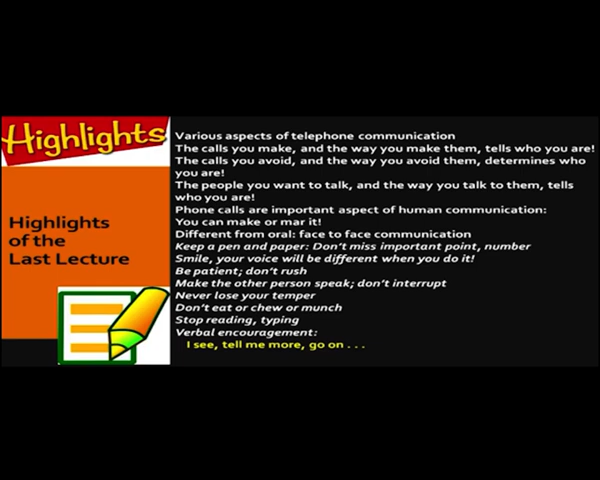 Highlights
Highlights
of the
Last Lecture
Various aspects of telephone communication
The calls you make, and the way you make them, tells who you are!
The calls you avoid, and the way you avoid them, determines who
you are!
The people you want to talk, and the way you talk to them, tells
who you are!
Phone calls are important aspect of human communication:
You can make or mar it!
Different from oral: face to face communication
Keep a pen and paper: Don't miss important point, number
Smile, your voice will be different when you do it!
Be patient; don't rush
Make the other person speak; don't interrupt
Never lose your temper
Don't eat or chew or munch
Stop reading, typing
Verbal encouragement:
I see, tell me more, go on . . .